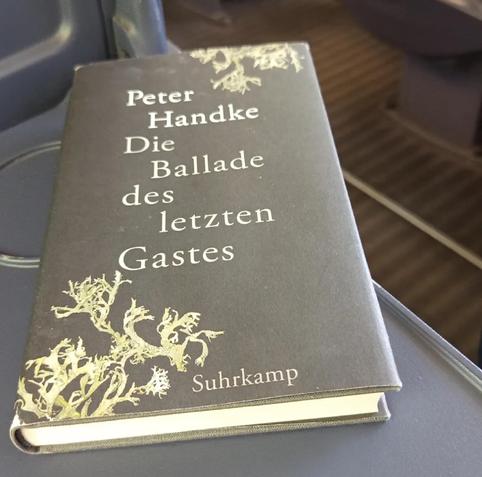 Peter
Handke
Die
Ballade
des
letzten
Gastes
Suhrkamp